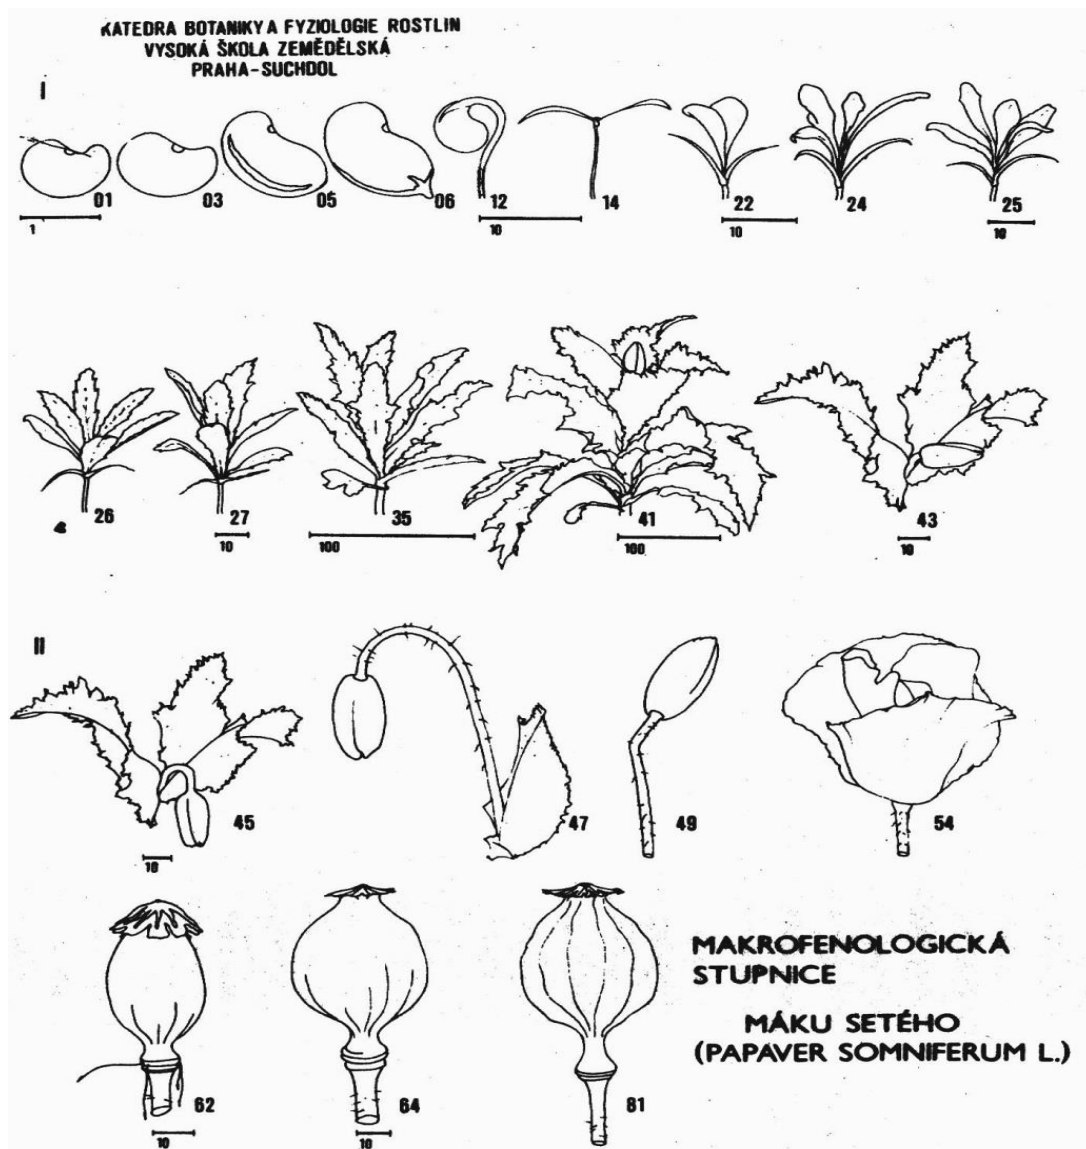 KATEDRA BOTANIKY A FYZIOLOGIE ROSTLIN
VYSOKÁ ŠKOLA ZEMĚDĚLSKÁ
PRAHA-SUCHDOL
I
01 03 05 06 12 14 22 24 25
1 10 10 10
26 27 35 41 43
10 100 100 10
II
45 47 49 54
10
62 64 81
10 10
MAKROFENOLOGICKÁ
STUPNICE
MÁKU SETÉHO
(PAPAVER SOMNIFERUM L.)